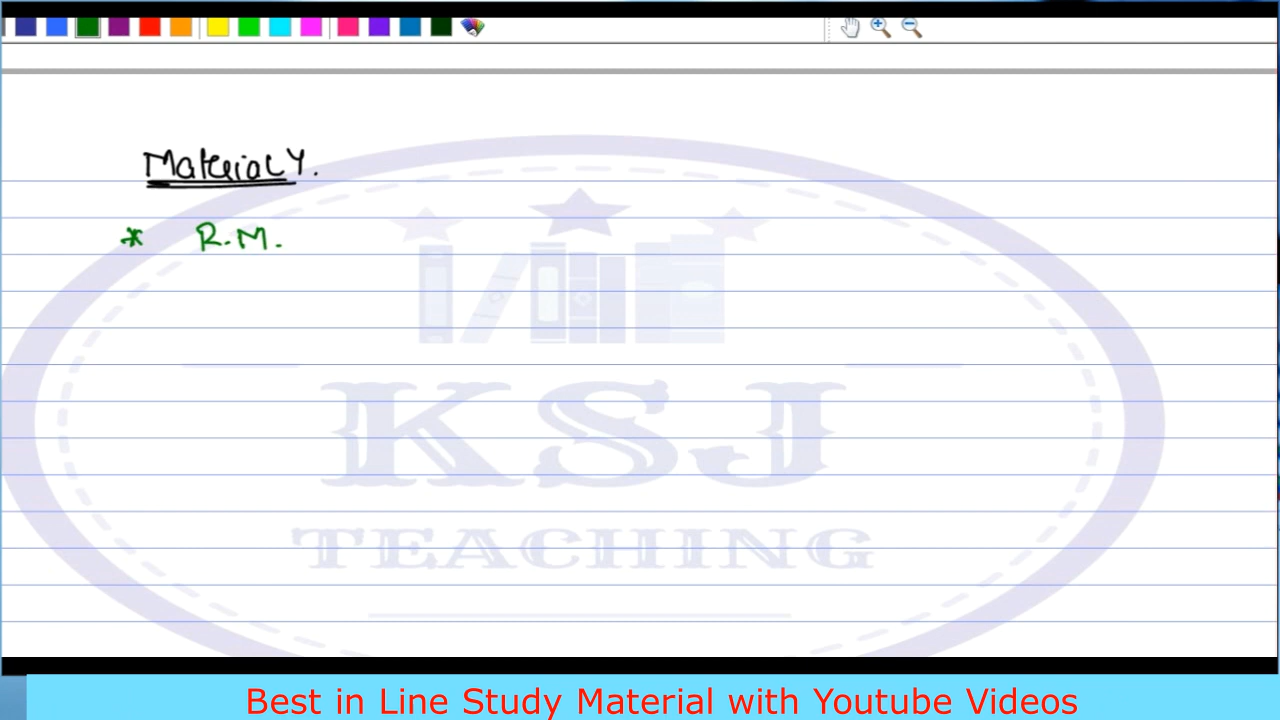 Material Y.
* R.M.
KSJ
TEACHING
Best in Line Study Material with Youtube Videos